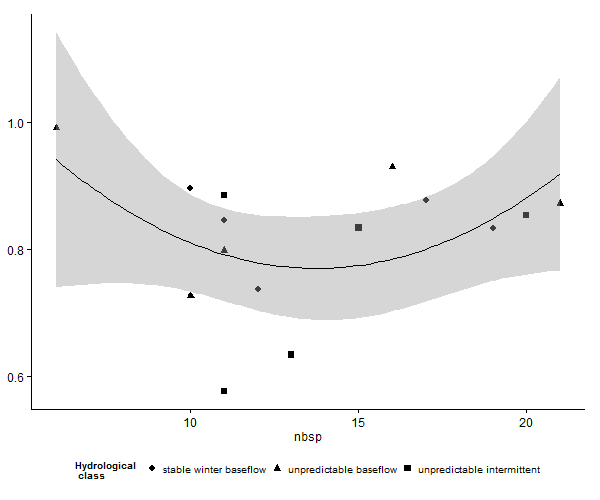 1.0
0.8
0.6
10 15 20
nbsp
Hydrological
class
stable winter baseflow unpredictable baseflow unpredictable intermittent